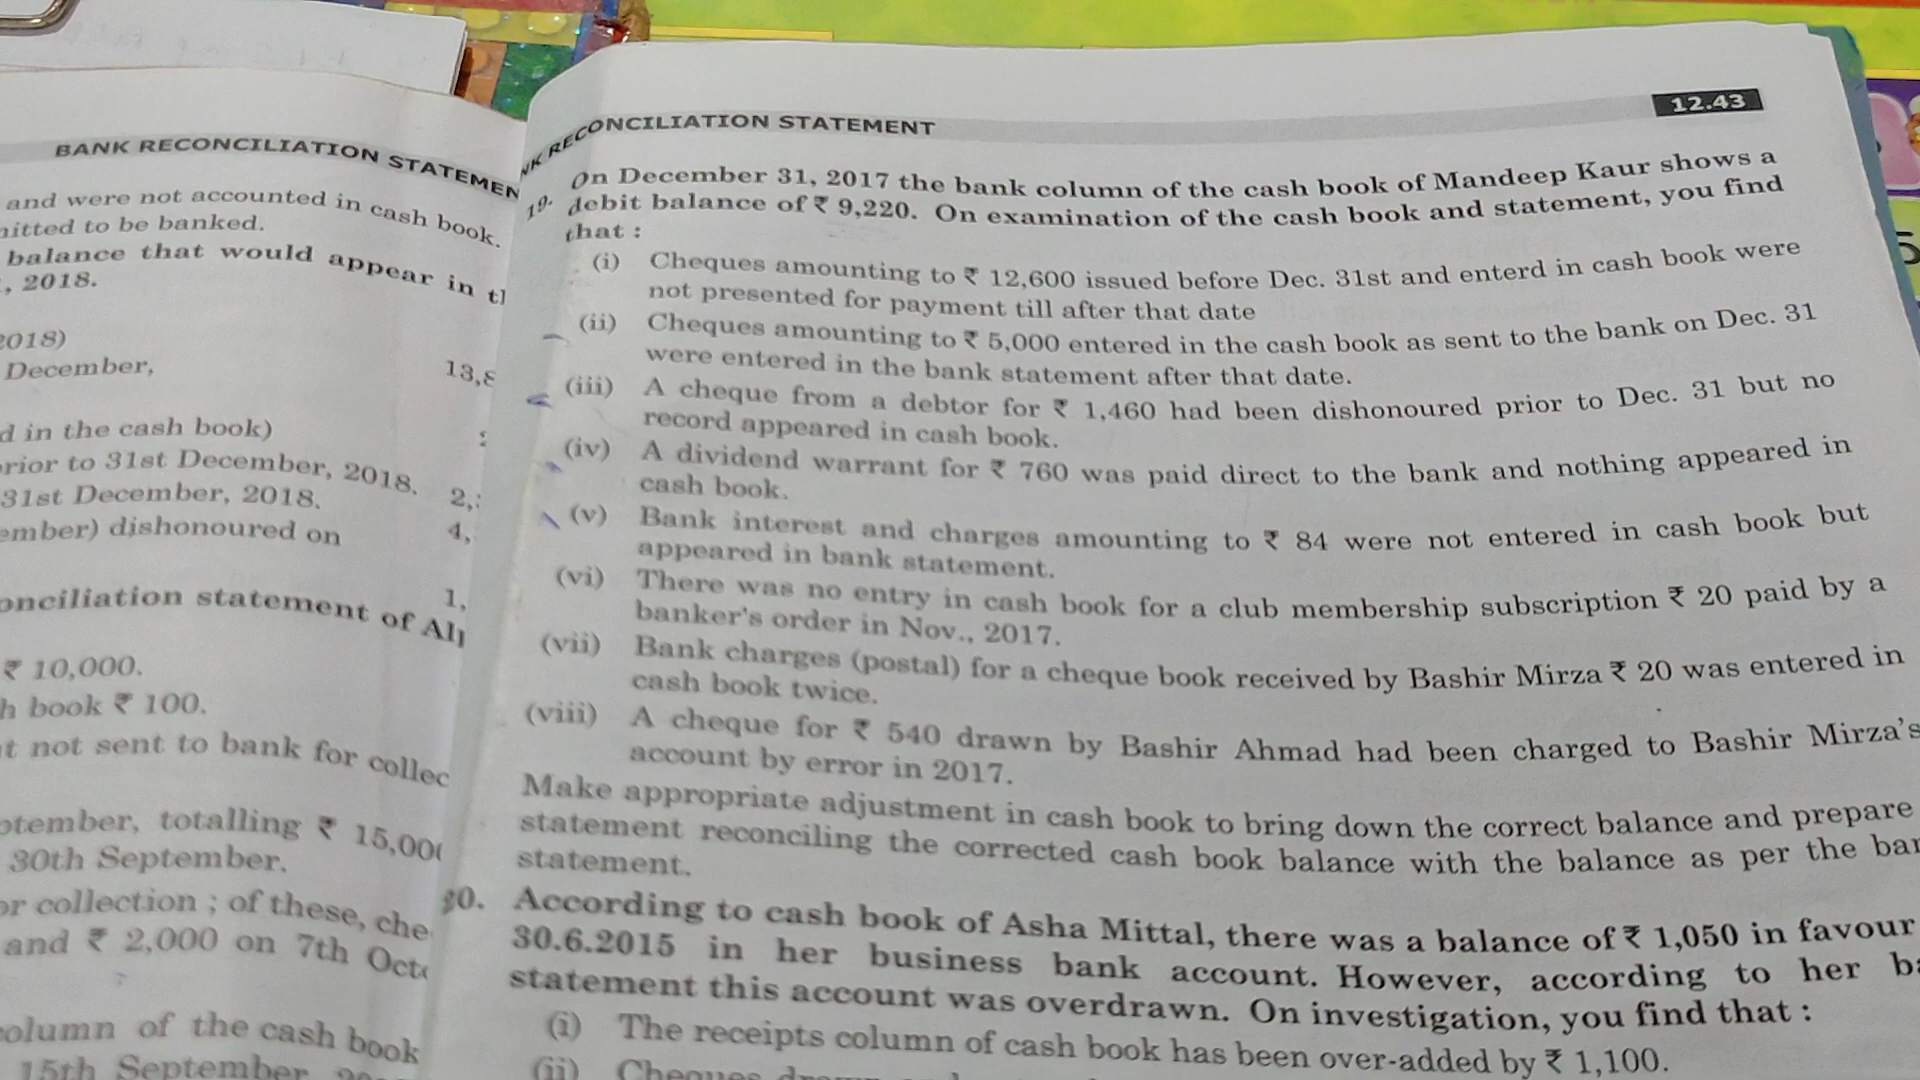 BANK RECONCILIATION STATEMEN
and were not accounted in cash book.
nitted to be banked.
balance that would appear in t
, 2018.
2018)
December,
13,8
d in the cash book)
rior to 31st December, 2018.
31st December, 2018.
2,
ember) dishonoured on
4,
1,
onciliation statement of Alp
₹ 10,000.
h book ₹ 100.
t not sent to bank for collec
ptember, totalling ₹ 15,000
30th September.
or collection ; of these, che
and ₹ 2,000 on 7th Octo
column of the cash book
15th September
NK RECONCILIATION STATEMENT
12.43
19. On December 31, 2017 the bank column of the cash book of Mandeep Kaur shows a
debit balance of ₹ 9,220. On examination of the cash book and statement, you find
that :
(i) Cheques amounting to ₹ 12,600 issued before Dec. 31st and enterd in cash book were
not presented for payment till after that date
(ii) Cheques amounting to ₹ 5,000 entered in the cash book as sent to the bank on Dec. 31
were entered in the bank statement after that date.
(iii) A cheque from a debtor for ₹ 1,460 had been dishonoured prior to Dec. 31 but no
record appeared in cash book.
(iv) A dividend warrant for ₹ 760 was paid direct to the bank and nothing appeared in
cash book.
(v) Bank interest and charges amounting to ₹ 84 were not entered in cash book but
appeared in bank statement.
(vi) There was no entry in cash book for a club membership subscription ₹ 20 paid by a
banker's order in Nov., 2017.
(vii) Bank charges (postal) for a cheque book received by Bashir Mirza ₹ 20 was entered in
cash book twice.
(viii) A cheque for ₹ 540 drawn by Bashir Ahmad had been charged to Bashir Mirza's
account by error in 2017.
Make appropriate adjustment in cash book to bring down the correct balance and prepare
statement reconciling the corrected cash book balance with the balance as per the ban
statement.
30. According to cash book of Asha Mittal, there was a balance of ₹ 1,050 in favour
30.6.2015 in her business bank account. However, according to her ba
statement this account was overdrawn. On investigation, you find that :
(i) The receipts column of cash book has been over-added by ₹ 1,100.
(ii) Cheques